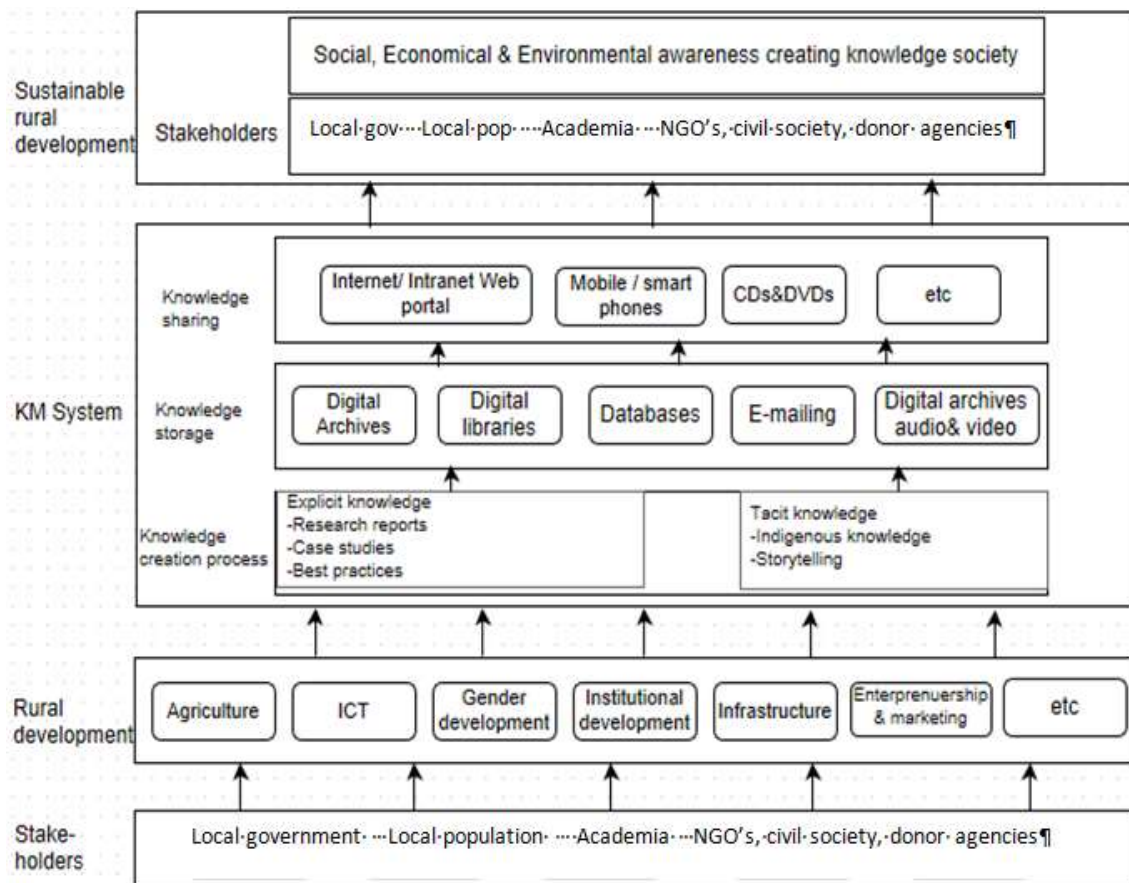 Social, Economical & Environmental awareness creating knowledge society
Sustainable
rural
development
Stakeholders
Local·gov····Local·pop ····Academia ···NGO's,·civil·society,·donor· agencies¶
Knowledge
sharing
Internet/ Intranet Web
portal
Mobile / smart
phones
CDs&DVDs
etc
KM System
Knowledge
storage
Digital
Archives
Digital
libraries
Databases
E-mailing
Digital archives
audio& video
Knowledge
creation process
Explicit knowledge
-Research reports
-Case studies
-Best practices
Tacit knowledge
-Indigenous knowledge
-Storytelling
Rural
development
Agriculture
ICT
Gender
development
Institutional
development
Infrastructure
Enterprenuership
& marketing
etc
Stake-
holders
Local·government· ···Local·population· ····Academia ···NGO's,·civil·society,·donor· agencies¶